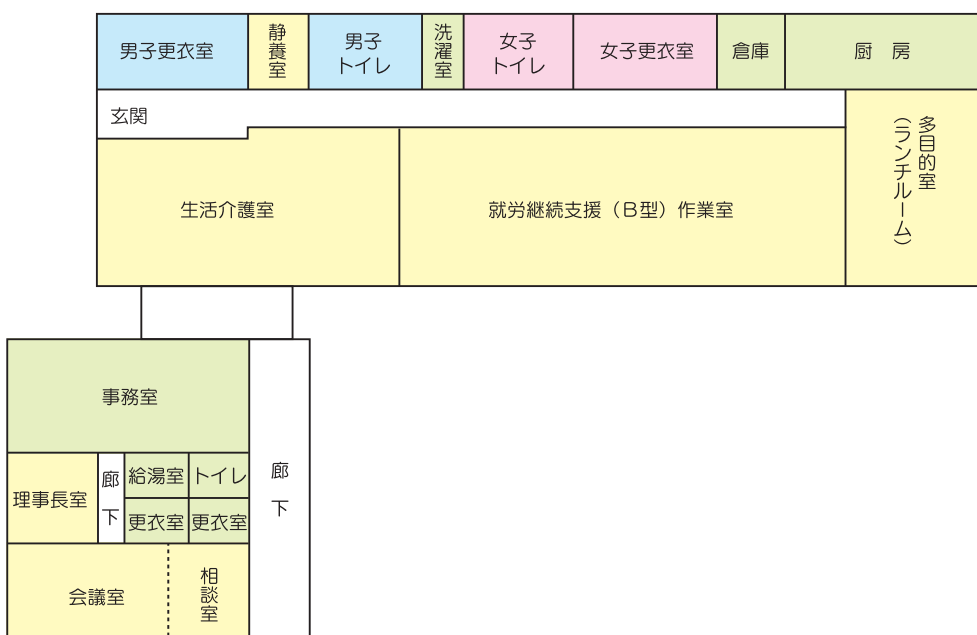 男子更衣室
静養室
男子
トイレ
洗濯室
女子
トイレ
女子更衣室
倉庫
厨　房
玄関
生活介護室
就労継続支援（B型）作業室
多目的室
（ランチルーム）
事務室
理事長室
廊下
給湯室
トイレ
更衣室
更衣室
廊下
会議室
相談室